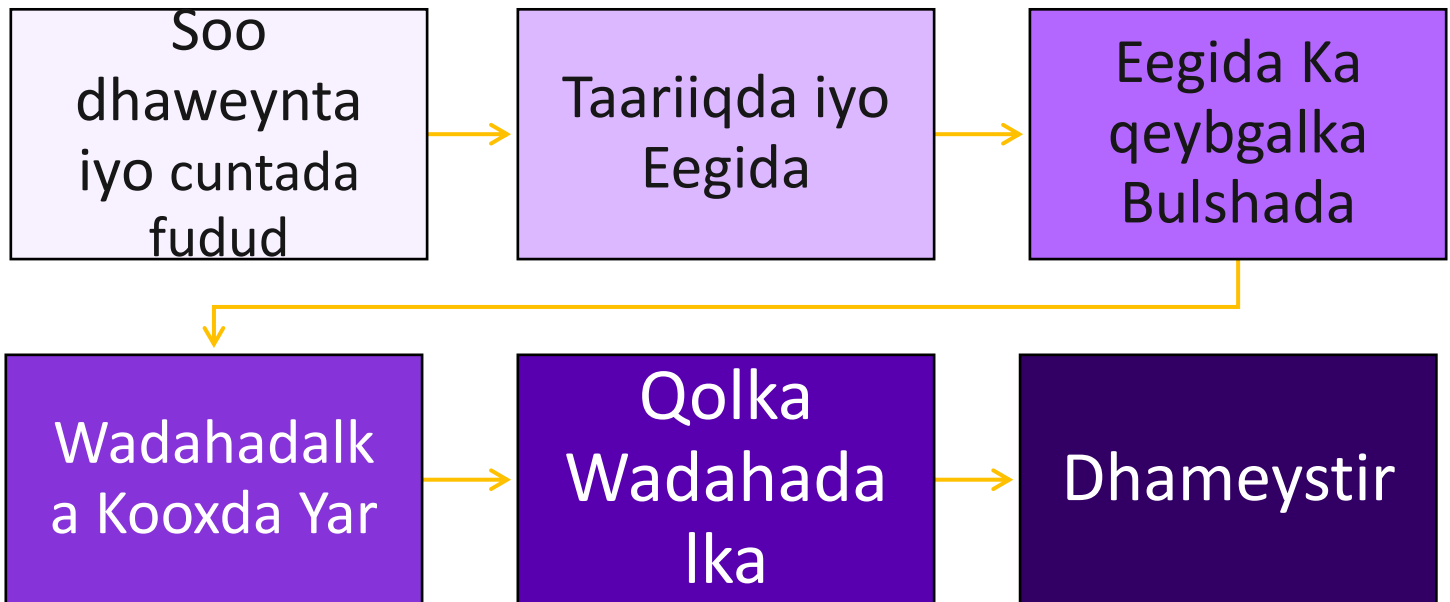 Soo
dhaweynta
iyo cuntada
fudud
Taariiqda iyo
Eegida
Eegida Ka
qeybgalka
Bulshada
Wadahadalk
a Kooxda Yar
Qolka
Wadahada
lka
Dhameystir